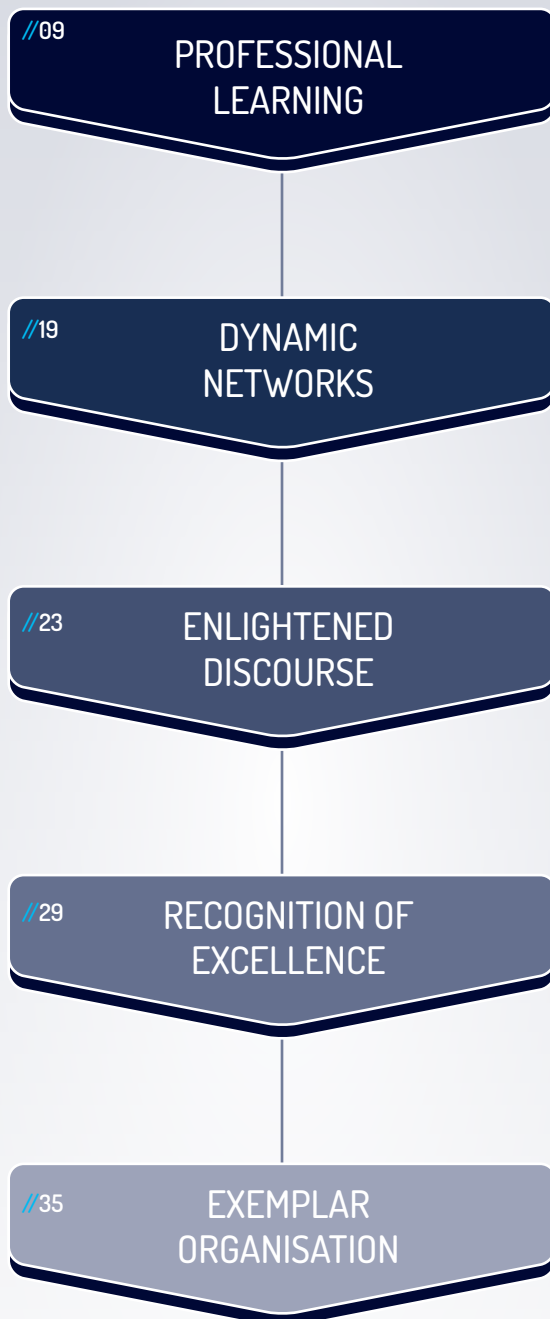 //09
PROFESSIONAL
LEARNING
//19
DYNAMIC
NETWORKS
//23
ENLIGHTENED
DISCOURSE
//29
RECOGNITION OF
EXCELLENCE
//35
EXEMPLAR
ORGANISATION